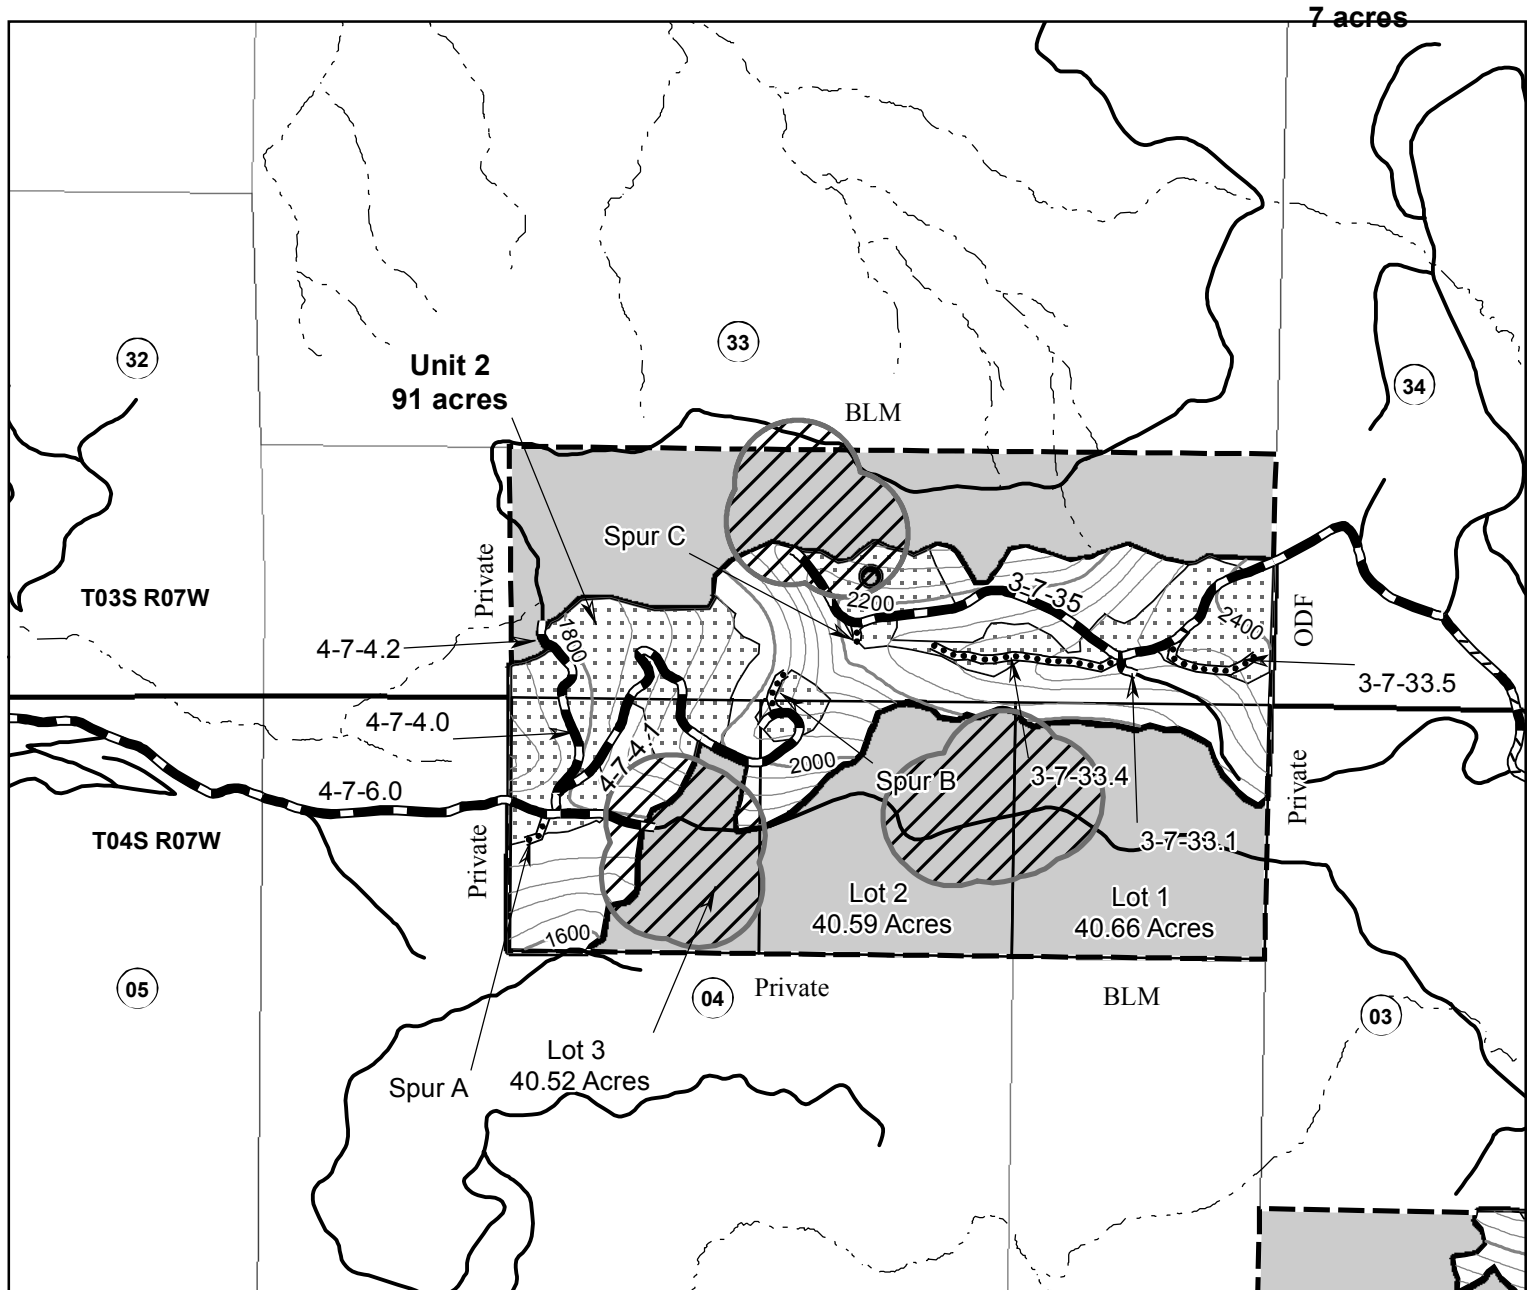 7 acres
33
32
Unit 2
91 acres
34
BLM
Spur C
Private
T03S R07W
1800
2200
3-7-35
2400
ODF
4-7-4.2
3-7-33.5
4-7-4.0
4-7-4.1
2000
Spur B
3-7-33.4
Private
4-7-6.0
3-7-33.1
T04S R07W
Private
Lot 2
40.59 Acres
Lot 1
40.66 Acres
1600
05
04
Private
BLM
03
Lot 3
40.52 Acres
Spur A